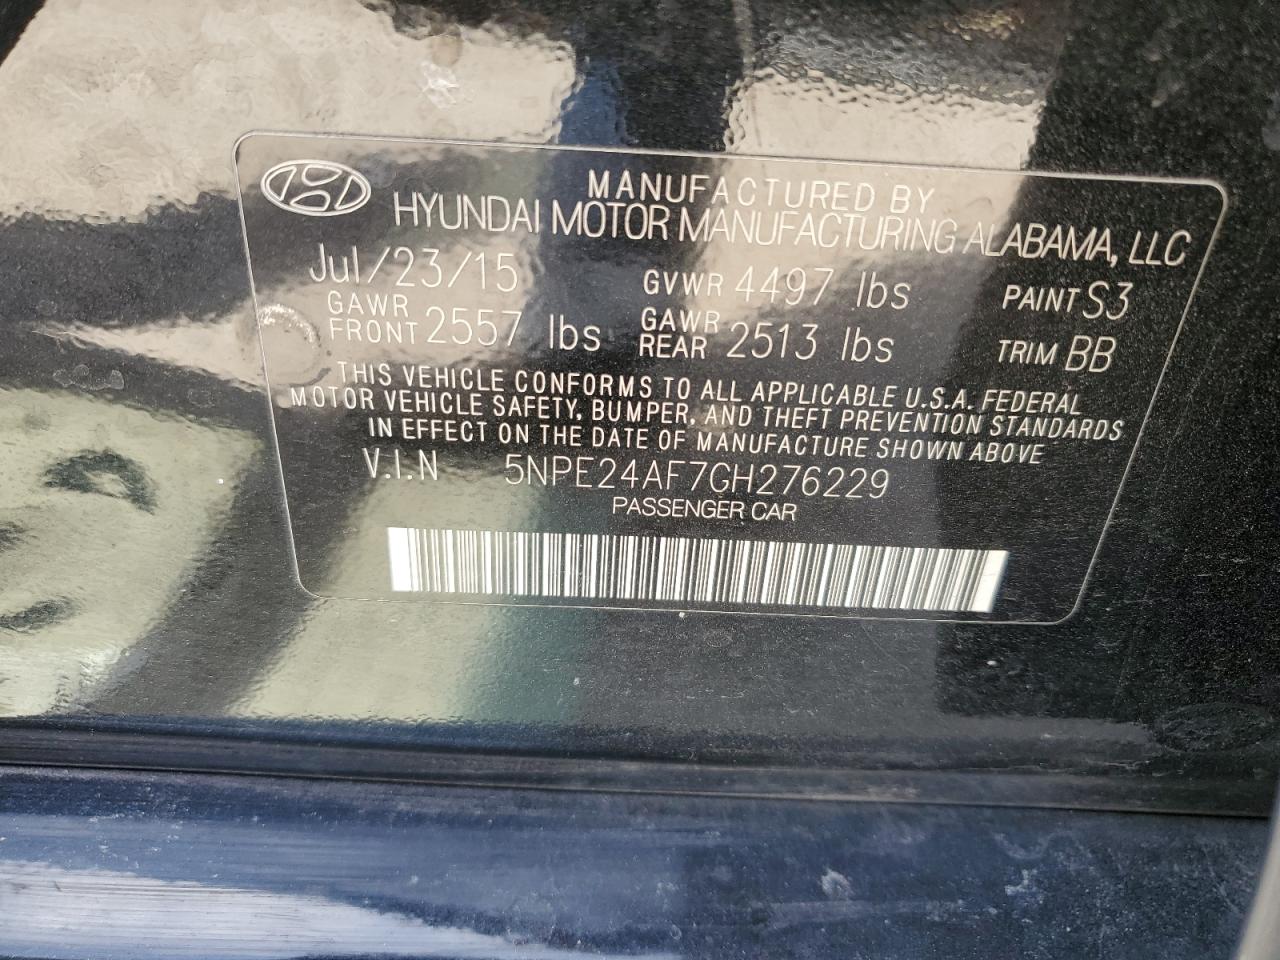 MANUFACTURED BY
HYUNDAI MOTOR MANUFACTURING ALABAMA, LLC
Jul/23/15 GVWR 4497 lbs PAINT S3
GAWR FRONT 2557 lbs GAWR REAR 2513 lbs TRIM BB
THIS VEHICLE CONFORMS TO ALL APPLICABLE U.S.A. FEDERAL
MOTOR VEHICLE SAFETY, BUMPER, AND THEFT PREVENTION STANDARDS
IN EFFECT ON THE DATE OF MANUFACTURE SHOWN ABOVE
V.I.N 5NPE24AF7GH276229
PASSENGER CAR